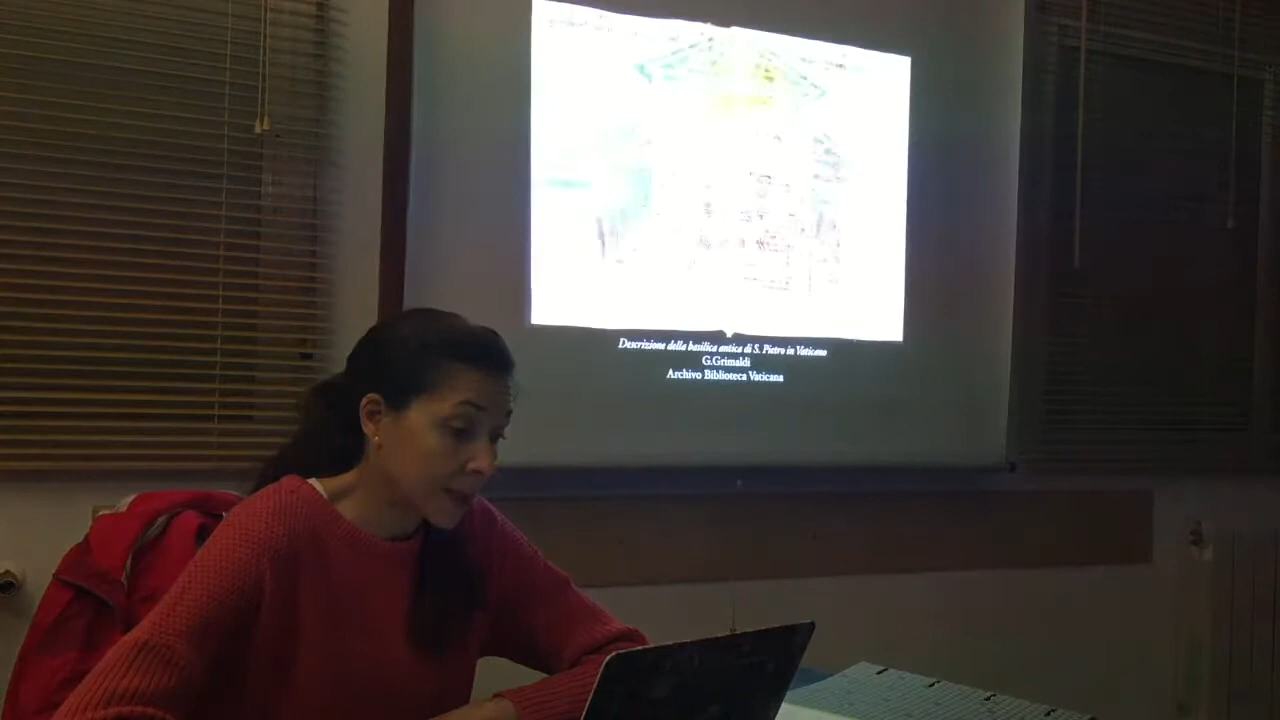 Descrizione della basilica antica di S. Pietro in Vaticano
G.Grimaldi
Archivo Biblioteca Vaticana